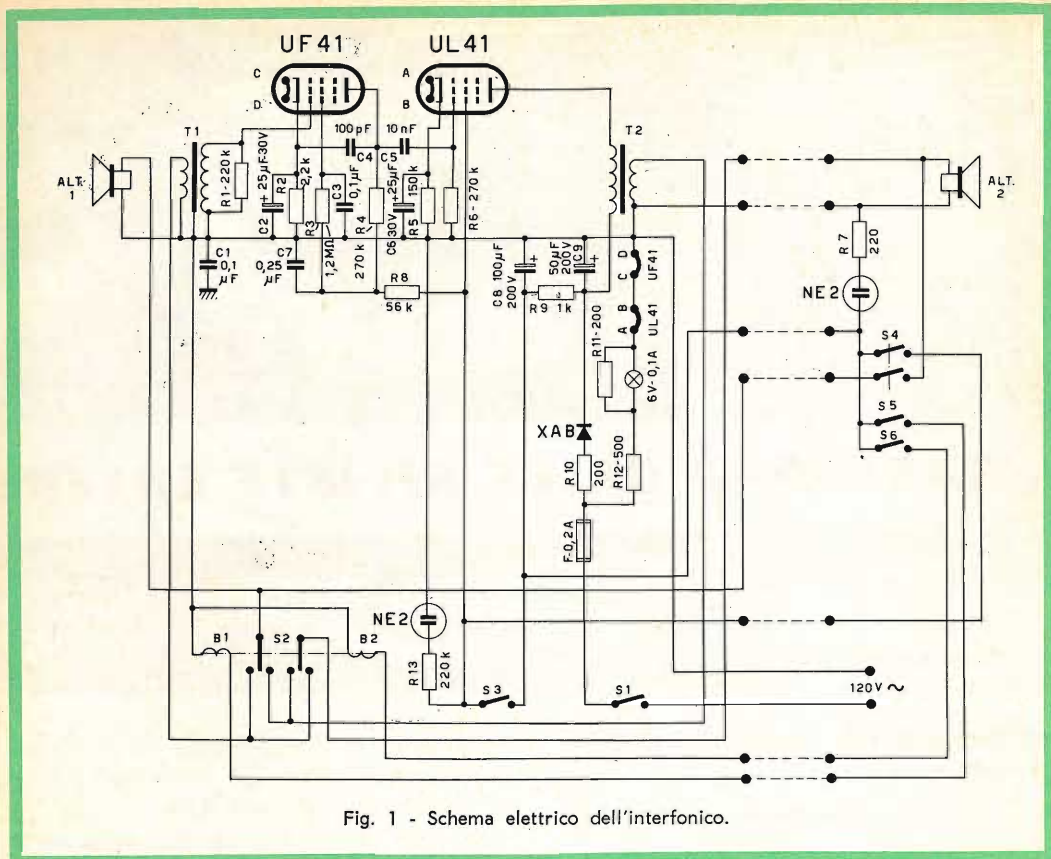 UF41
UL41
C
D
A
B
T1
T2
ALT.
1
ALT.
2
R1-220k
C2 + 25µF-30V
R2
2,2k
100pF
C4
10nF
C5
R3
1,2MΩ
C3
0,1µF
R4
270k
C6 30V + 25µF
R5
150k
R6-270k
C1
0,1
µF
C7
0,25
µF
R8
56k
C8 100µF
200V
+
50µF
200V
C9
+
R9 1k
D
C
UF41
B
A
UL41
R11-200
6V-0,1A
XAB
R10
200
R12-500
F-0,2A
R7
220
NE2
S4
S5
S6
NE2
R13
220k
B1
S2
B2
S3
S1
120V ~
Fig. 1 - Schema elettrico dell'interfonico.